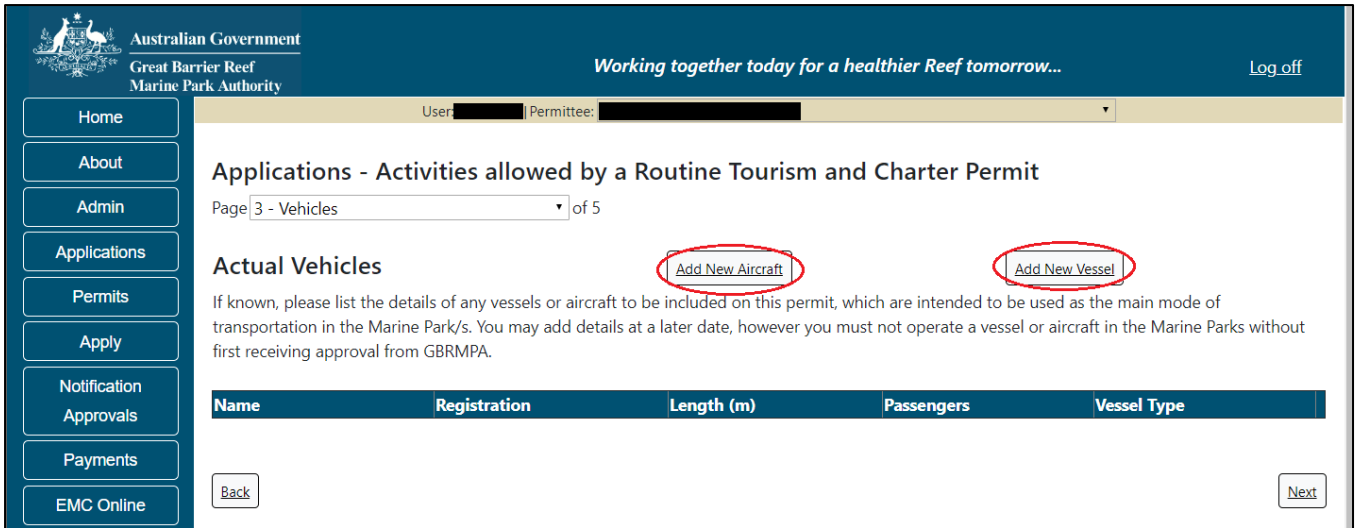 Australian Government
Great Barrier Reef
Marine Park Authority
Working together today for a healthier Reef tomorrow...
Log off
User: | Permittee:
Home
About
Admin
Applications
Permits
Apply
Notification
Approvals
Payments
EMC Online
Applications - Activities allowed by a Routine Tourism and Charter Permit
Page 3 - Vehicles of 5
Actual Vehicles Add New Aircraft Add New Vessel
If known, please list the details of any vessels or aircraft to be included on this permit, which are intended to be used as the main mode of
transportation in the Marine Park/s. You may add details at a later date, however you must not operate a vessel or aircraft in the Marine Parks without
first receiving approval from GBRMPA.
Name Registration Length (m) Passengers Vessel Type
Back Next